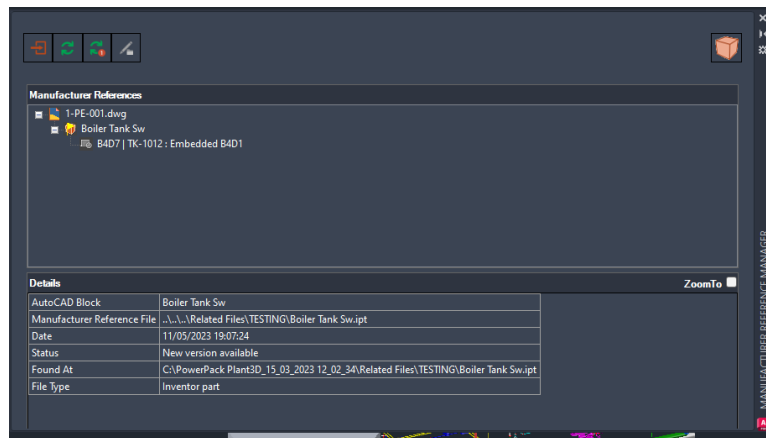 Manufacturer References
1-PE-001.dwg
Boiler Tank Sw
B4D7 | TK-1012 : Embedded B4D1
Details
ZoomTo
AutoCAD Block Boiler Tank Sw
Manufacturer Reference File ..\..\..\Related Files\TESTING\Boiler Tank Sw.ipt
Date 11/05/2023 19:07:24
Status New version available
Found At C:\PowerPack Plant3D_15_03_2023 12_02_34\Related Files\TESTING\Boiler Tank Sw.ipt
File Type Inventor part
MANUFACTURER REFERENCE MANAGER